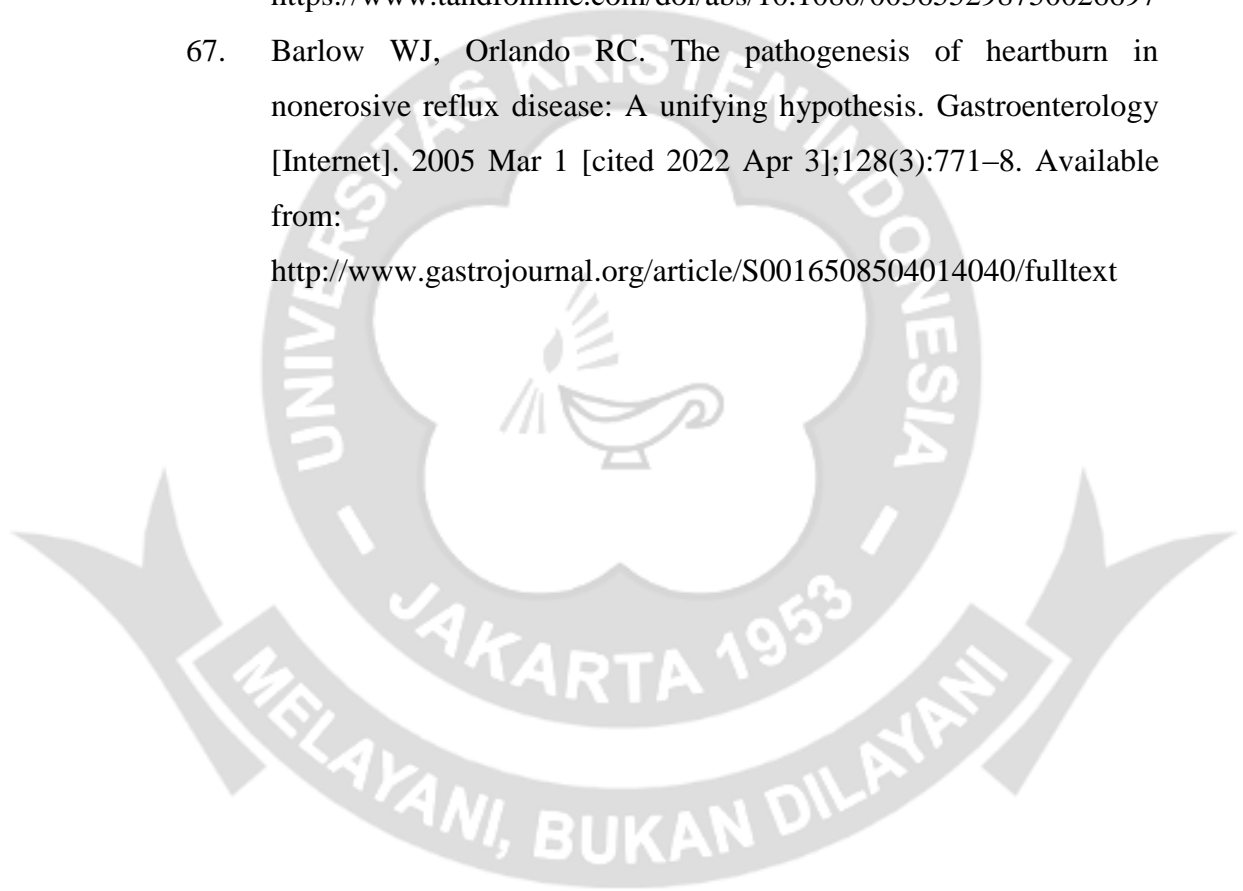 67. Barlow WJ, Orlando RC. The pathogenesis of heartburn in
nonerosive reflux disease: A unifying hypothesis. Gastroenterology
[Internet]. 2005 Mar 1 [cited 2022 Apr 3];128(3):771–8. Available
from:
http://www.gastrojournal.org/article/S0016508504014040/fulltext
UNIVERSITAS KRISTEN INDONESIA
JAKARTA 1953
MELAYANI, BUKAN DILAYANI